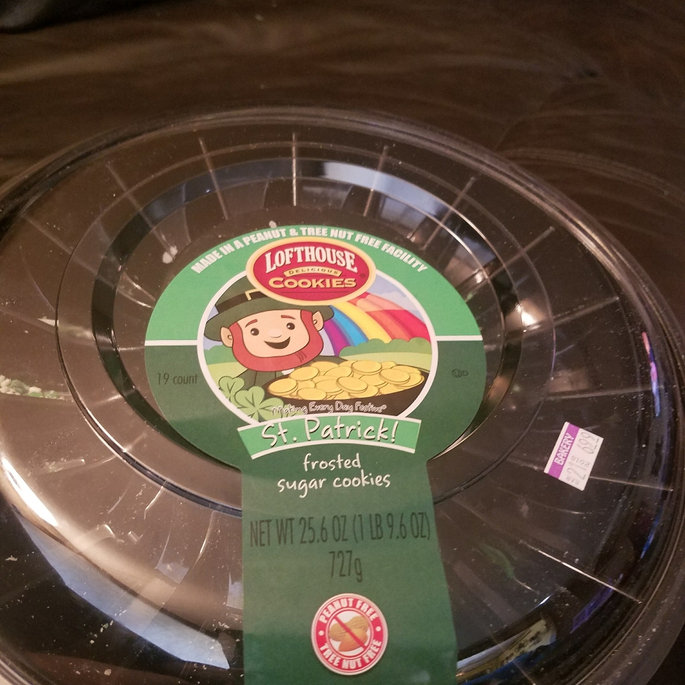 MADE IN A PEANUT & TREE NUT FREE FACILITY
LOFTHOUSE
DELICIOUS
COOKIES
19 count
Making Every Day Festive®
St. Patrick!
frosted
sugar cookies
NET WT 25.6 OZ (1 LB 9.6 OZ)
727g
PEANUT FREE
TREE NUT FREE
BAKERY